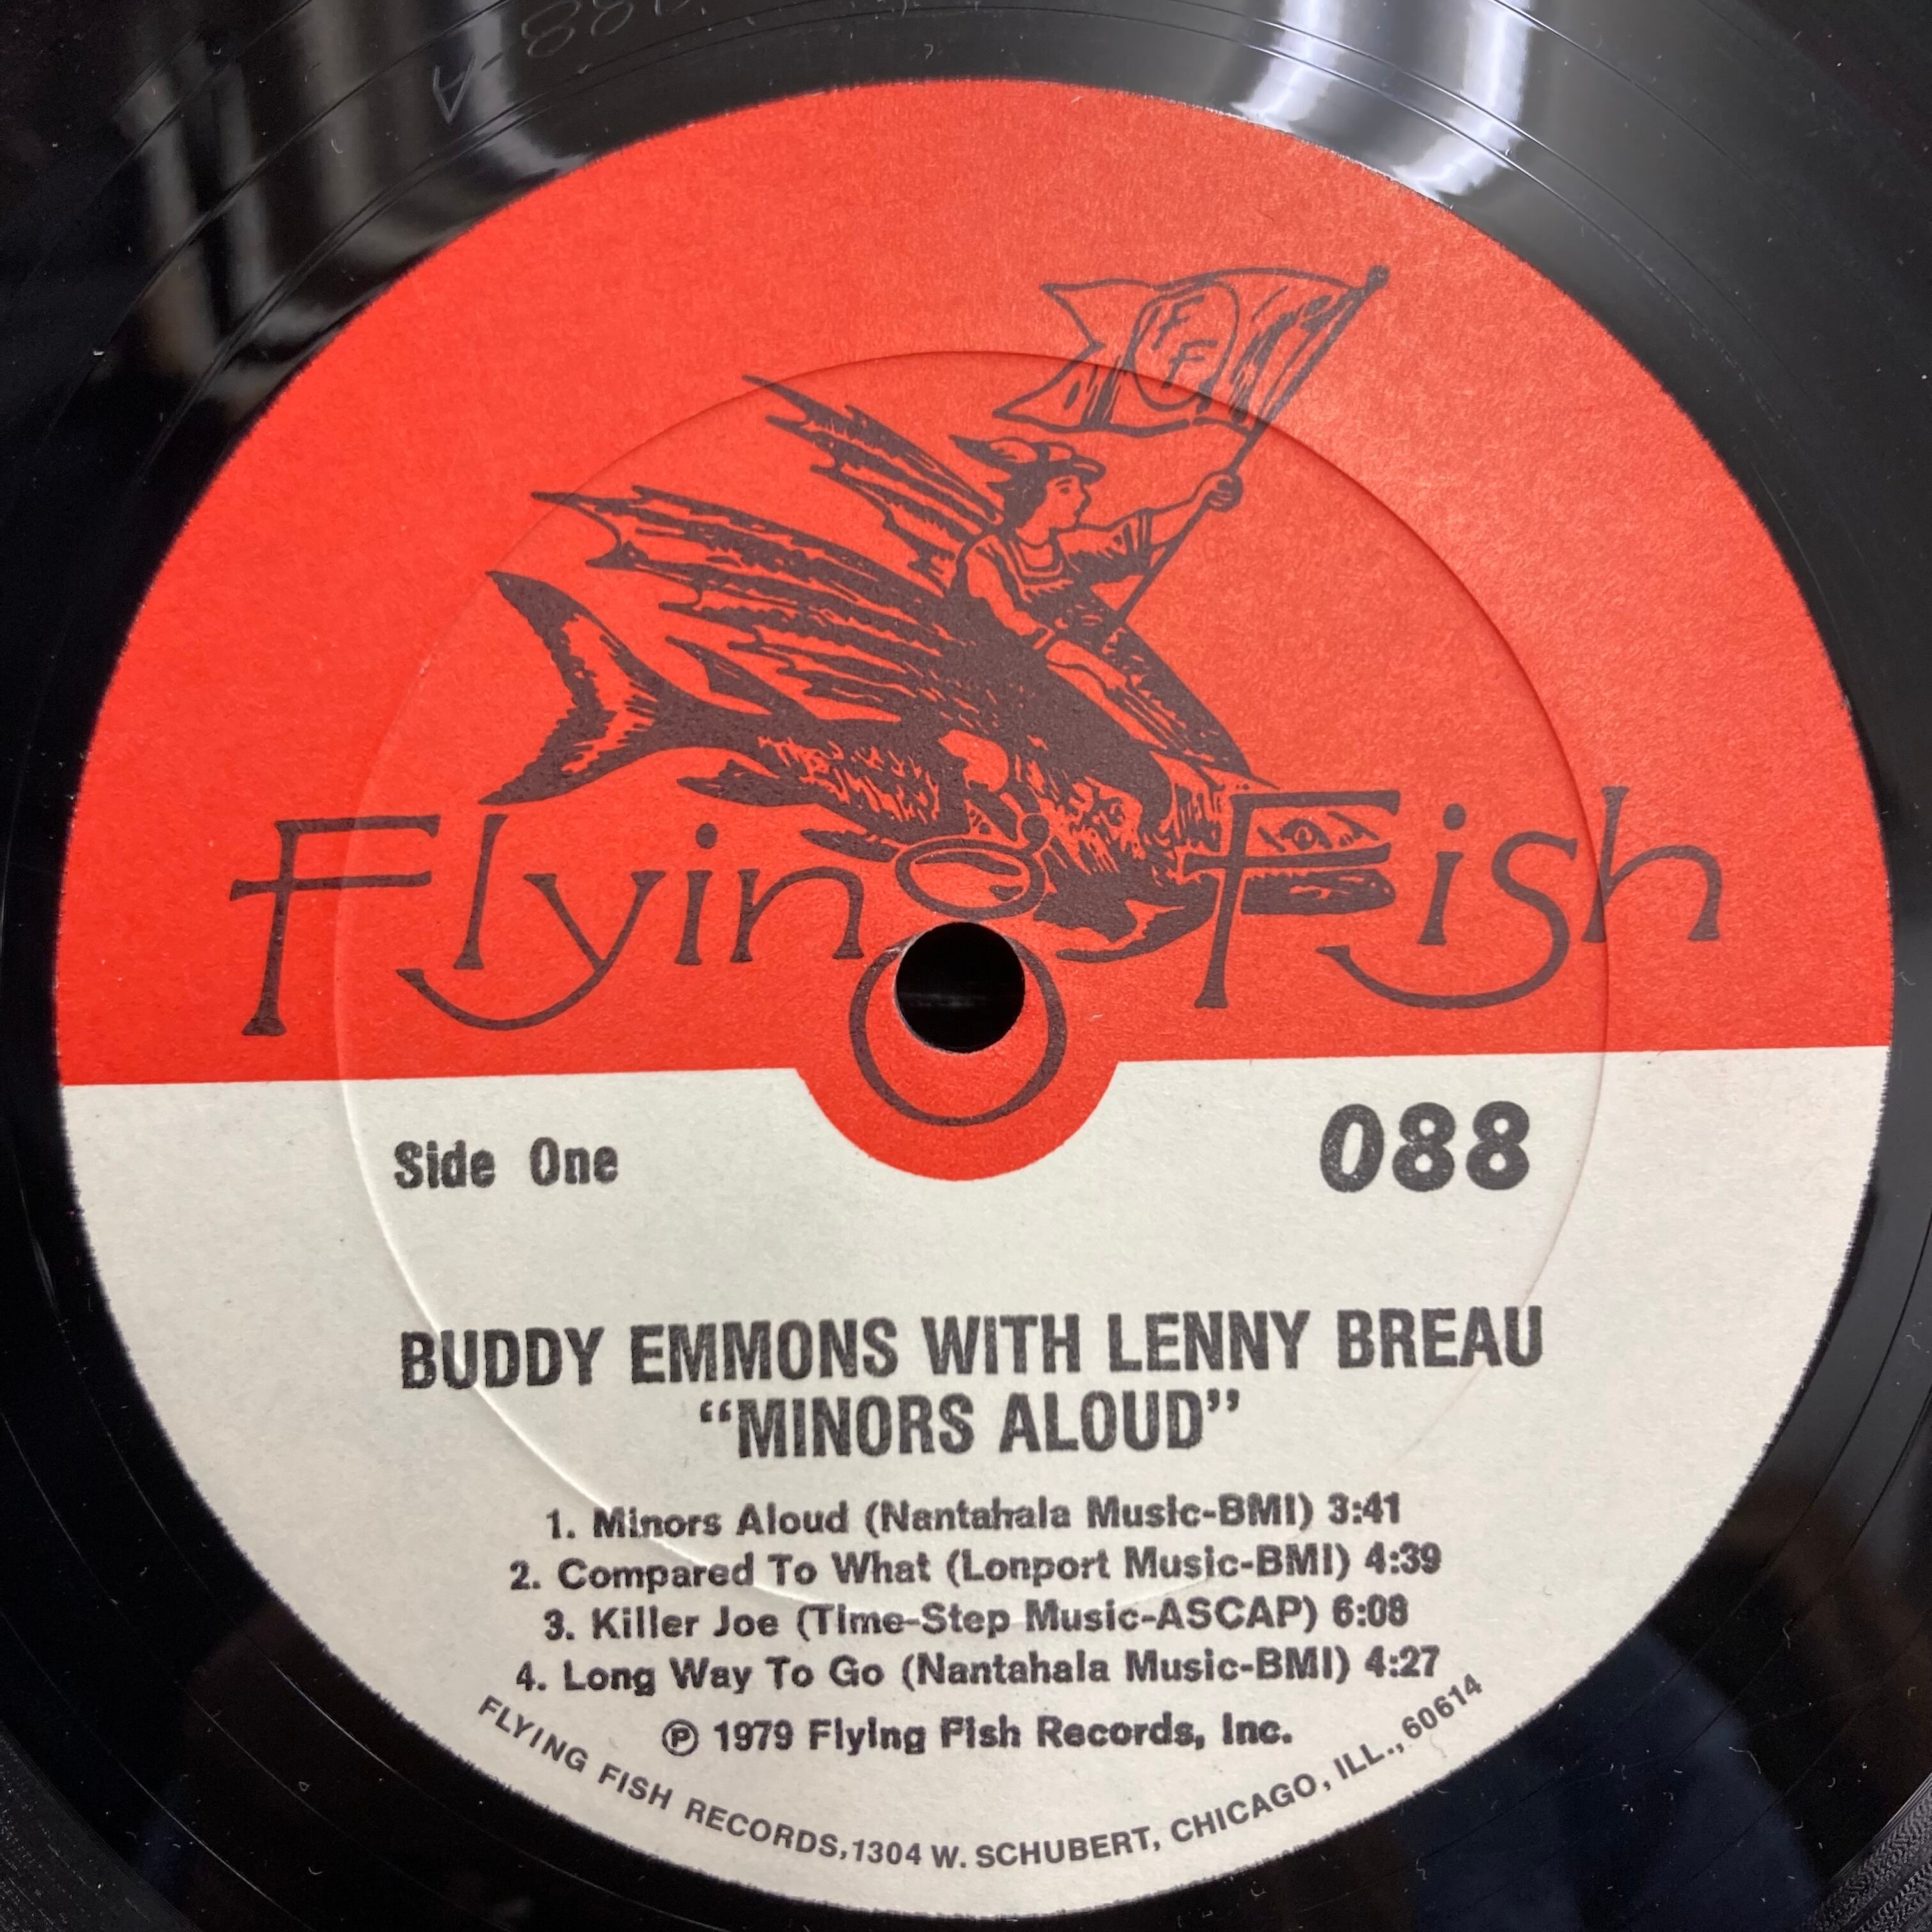 88-A
FF
Flying Fish
Side One
088
BUDDY EMMONS WITH LENNY BREAU
“MINORS ALOUD”
1. Minors Aloud (Nantahala Music-BMI) 3:41
2. Compared To What (Lonport Music-BMI) 4:39
3. Killer Joe (Time-Step Music-ASCAP) 6:08
4. Long Way To Go (Nantahala Music-BMI) 4:27
℗ 1979 Flying Fish Records, Inc.
FLYING FISH RECORDS, 1304 W. SCHUBERT, CHICAGO, ILL., 60614